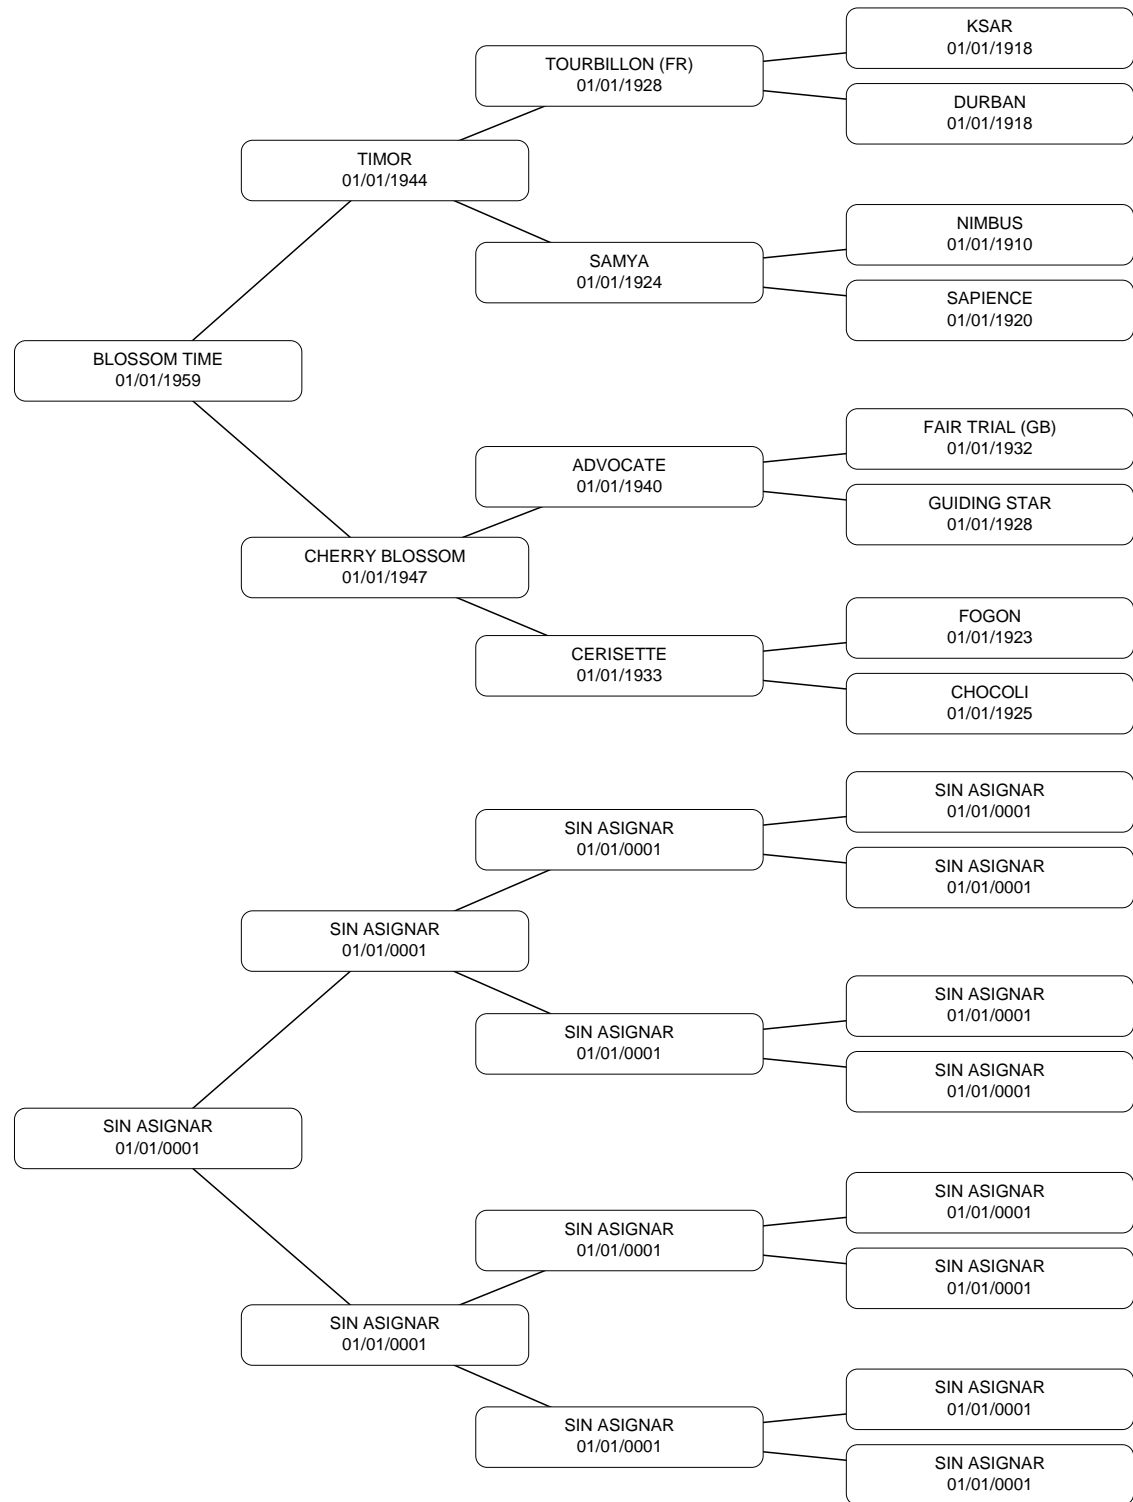 KSAR
01/01/1918
TOURBILLON (FR)
01/01/1928
DURBAN
01/01/1918
TIMOR
01/01/1944
NIMBUS
01/01/1910
SAMYA
01/01/1924
SAPIENCE
01/01/1920
BLOSSOM TIME
01/01/1959
FAIR TRIAL (GB)
01/01/1932
ADVOCATE
01/01/1940
GUIDING STAR
01/01/1928
CHERRY BLOSSOM
01/01/1947
FOGON
01/01/1923
CERISETTE
01/01/1933
CHOCOLI
01/01/1925
SIN ASIGNAR
01/01/0001
SIN ASIGNAR
01/01/0001
SIN ASIGNAR
01/01/0001
SIN ASIGNAR
01/01/0001
SIN ASIGNAR
01/01/0001
SIN ASIGNAR
01/01/0001
SIN ASIGNAR
01/01/0001
SIN ASIGNAR
01/01/0001
SIN ASIGNAR
01/01/0001
SIN ASIGNAR
01/01/0001
SIN ASIGNAR
01/01/0001
SIN ASIGNAR
01/01/0001
SIN ASIGNAR
01/01/0001
SIN ASIGNAR
01/01/0001
SIN ASIGNAR
01/01/0001